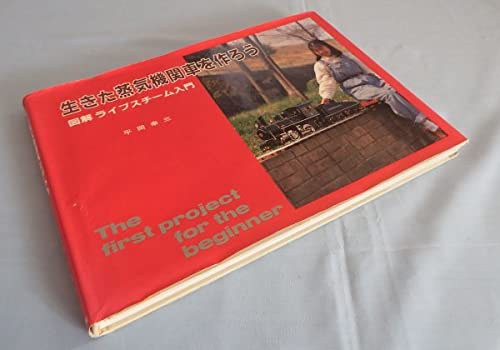 生きた蒸気機関車を作ろう
図解 ライブスチーム入門
平岡幸三
The
first project
for the
beginner